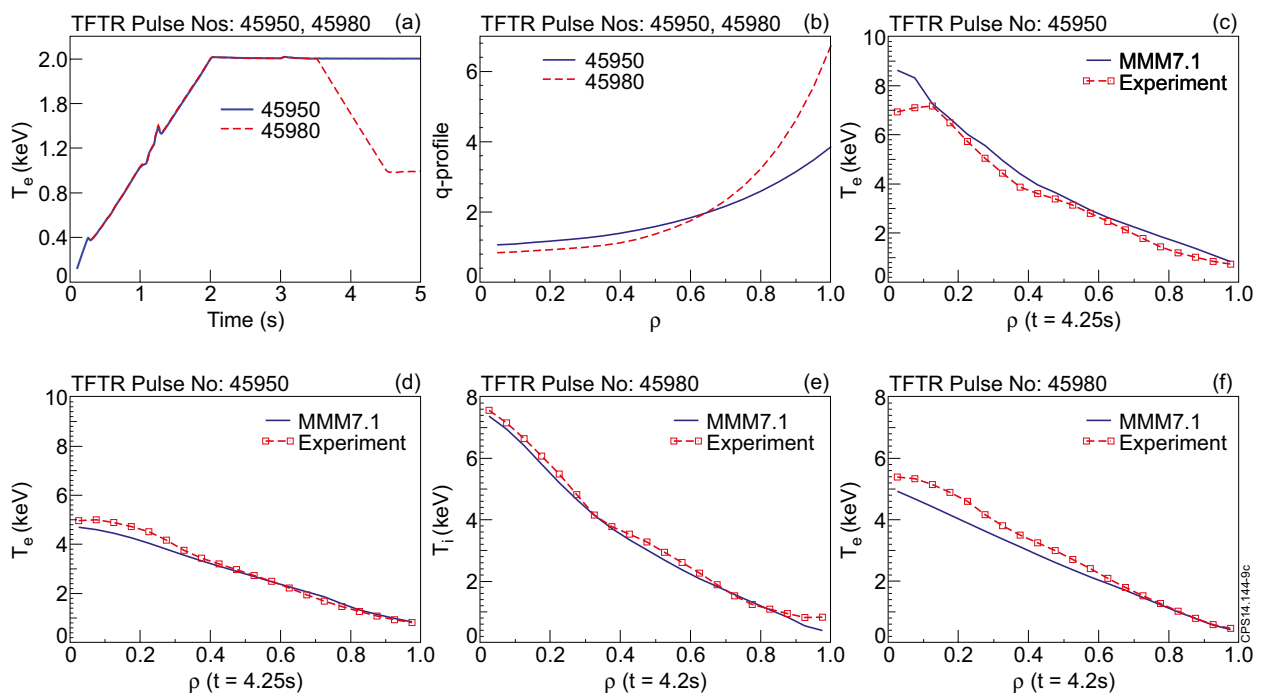 TFTR Pulse Nos: 45950, 45980 (a)
2.0
1.8
1.2
0.8
0.4
0
T_e (keV)
45950
45980
0 1 2 3 4 5
Time (s)
TFTR Pulse Nos: 45950, 45980 (b)
6
4
2
0
q-profile
45950
45980
0 0.2 0.4 0.6 0.8 1.0
ρ
TFTR Pulse No: 45950 (c)
10
8
6
4
2
0
T_e (keV)
MMM7.1
Experiment
0 0.2 0.4 0.6 0.8 1.0
ρ (t = 4.25s)
TFTR Pulse No: 45950 (d)
10
8
6
4
2
0
T_e (keV)
MMM7.1
Experiment
0 0.2 0.4 0.6 0.8 1.0
ρ (t = 4.25s)
TFTR Pulse No: 45980 (e)
8
6
4
2
0
T_i (keV)
MMM7.1
Experiment
0 0.2 0.4 0.6 0.8 1.0
ρ (t = 4.2s)
TFTR Pulse No: 45980 (f)
8
6
4
2
0
T_e (keV)
MMM7.1
Experiment
0 0.2 0.4 0.6 0.8 1.0
ρ (t = 4.2s)
CPS14.144-9c